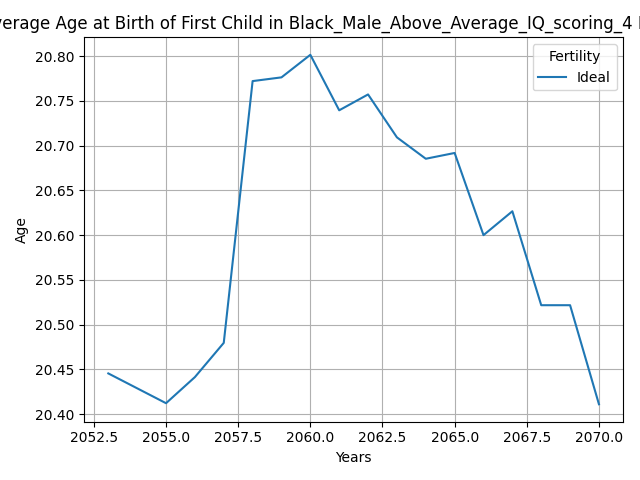 verage Age at Birth of First Child in Black_Male_Above_Average_IQ_scoring_4
Fertility
Ideal
20.80
20.75
20.70
20.65
20.60
20.55
20.50
20.45
20.40
Age
2052.5 2055.0 2057.5 2060.0 2062.5 2065.0 2067.5 2070.0
Years